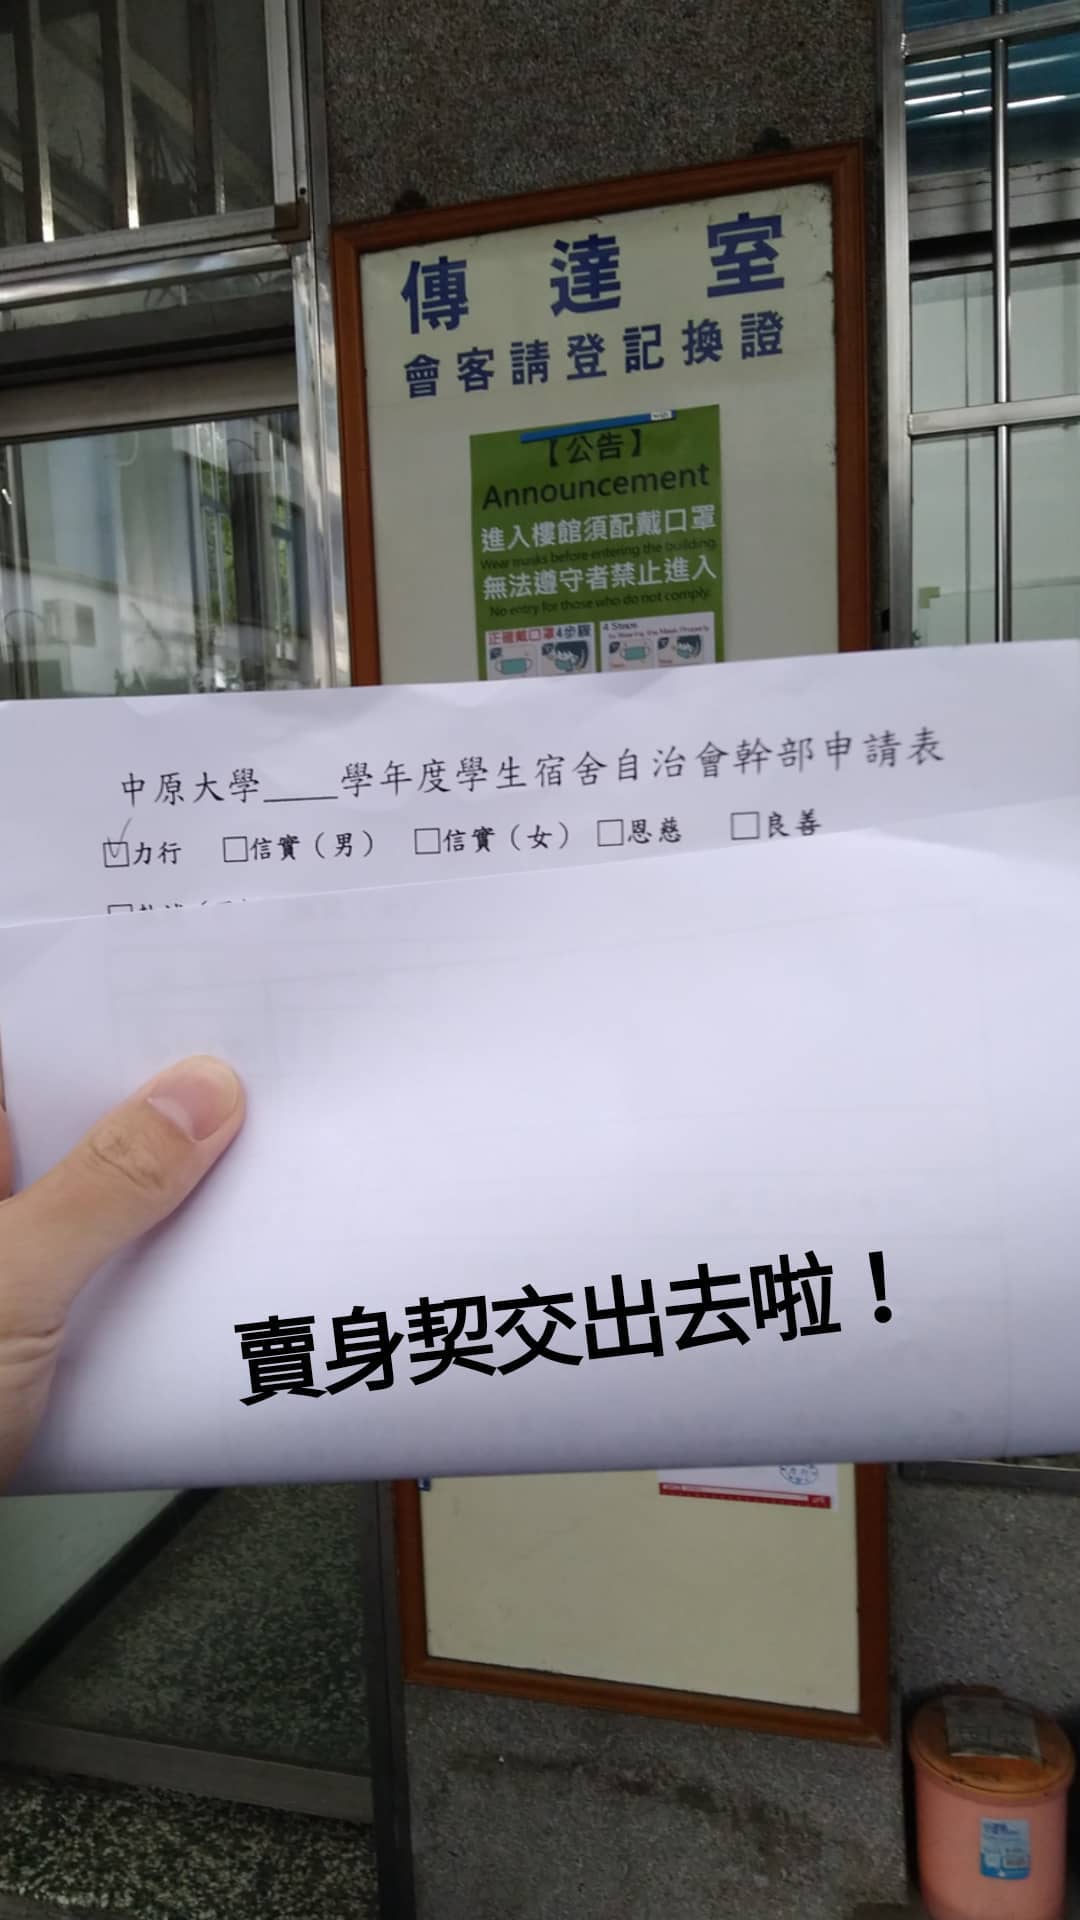 傳達室
會客請登記換證
【公告】
Announcement
進入樓館須配戴口罩
Wear masks before entering the building.
無法遵守者禁止進入
No entry for those who do not comply.
正確戴口罩4步驟
4 Steps
to Wearing the Mask Properly
中原大學____學年度學生宿舍自治會幹部申請表
☑力行 □信實（男） □信實（女） □恩慈 □良善
賣身契交出去啦！